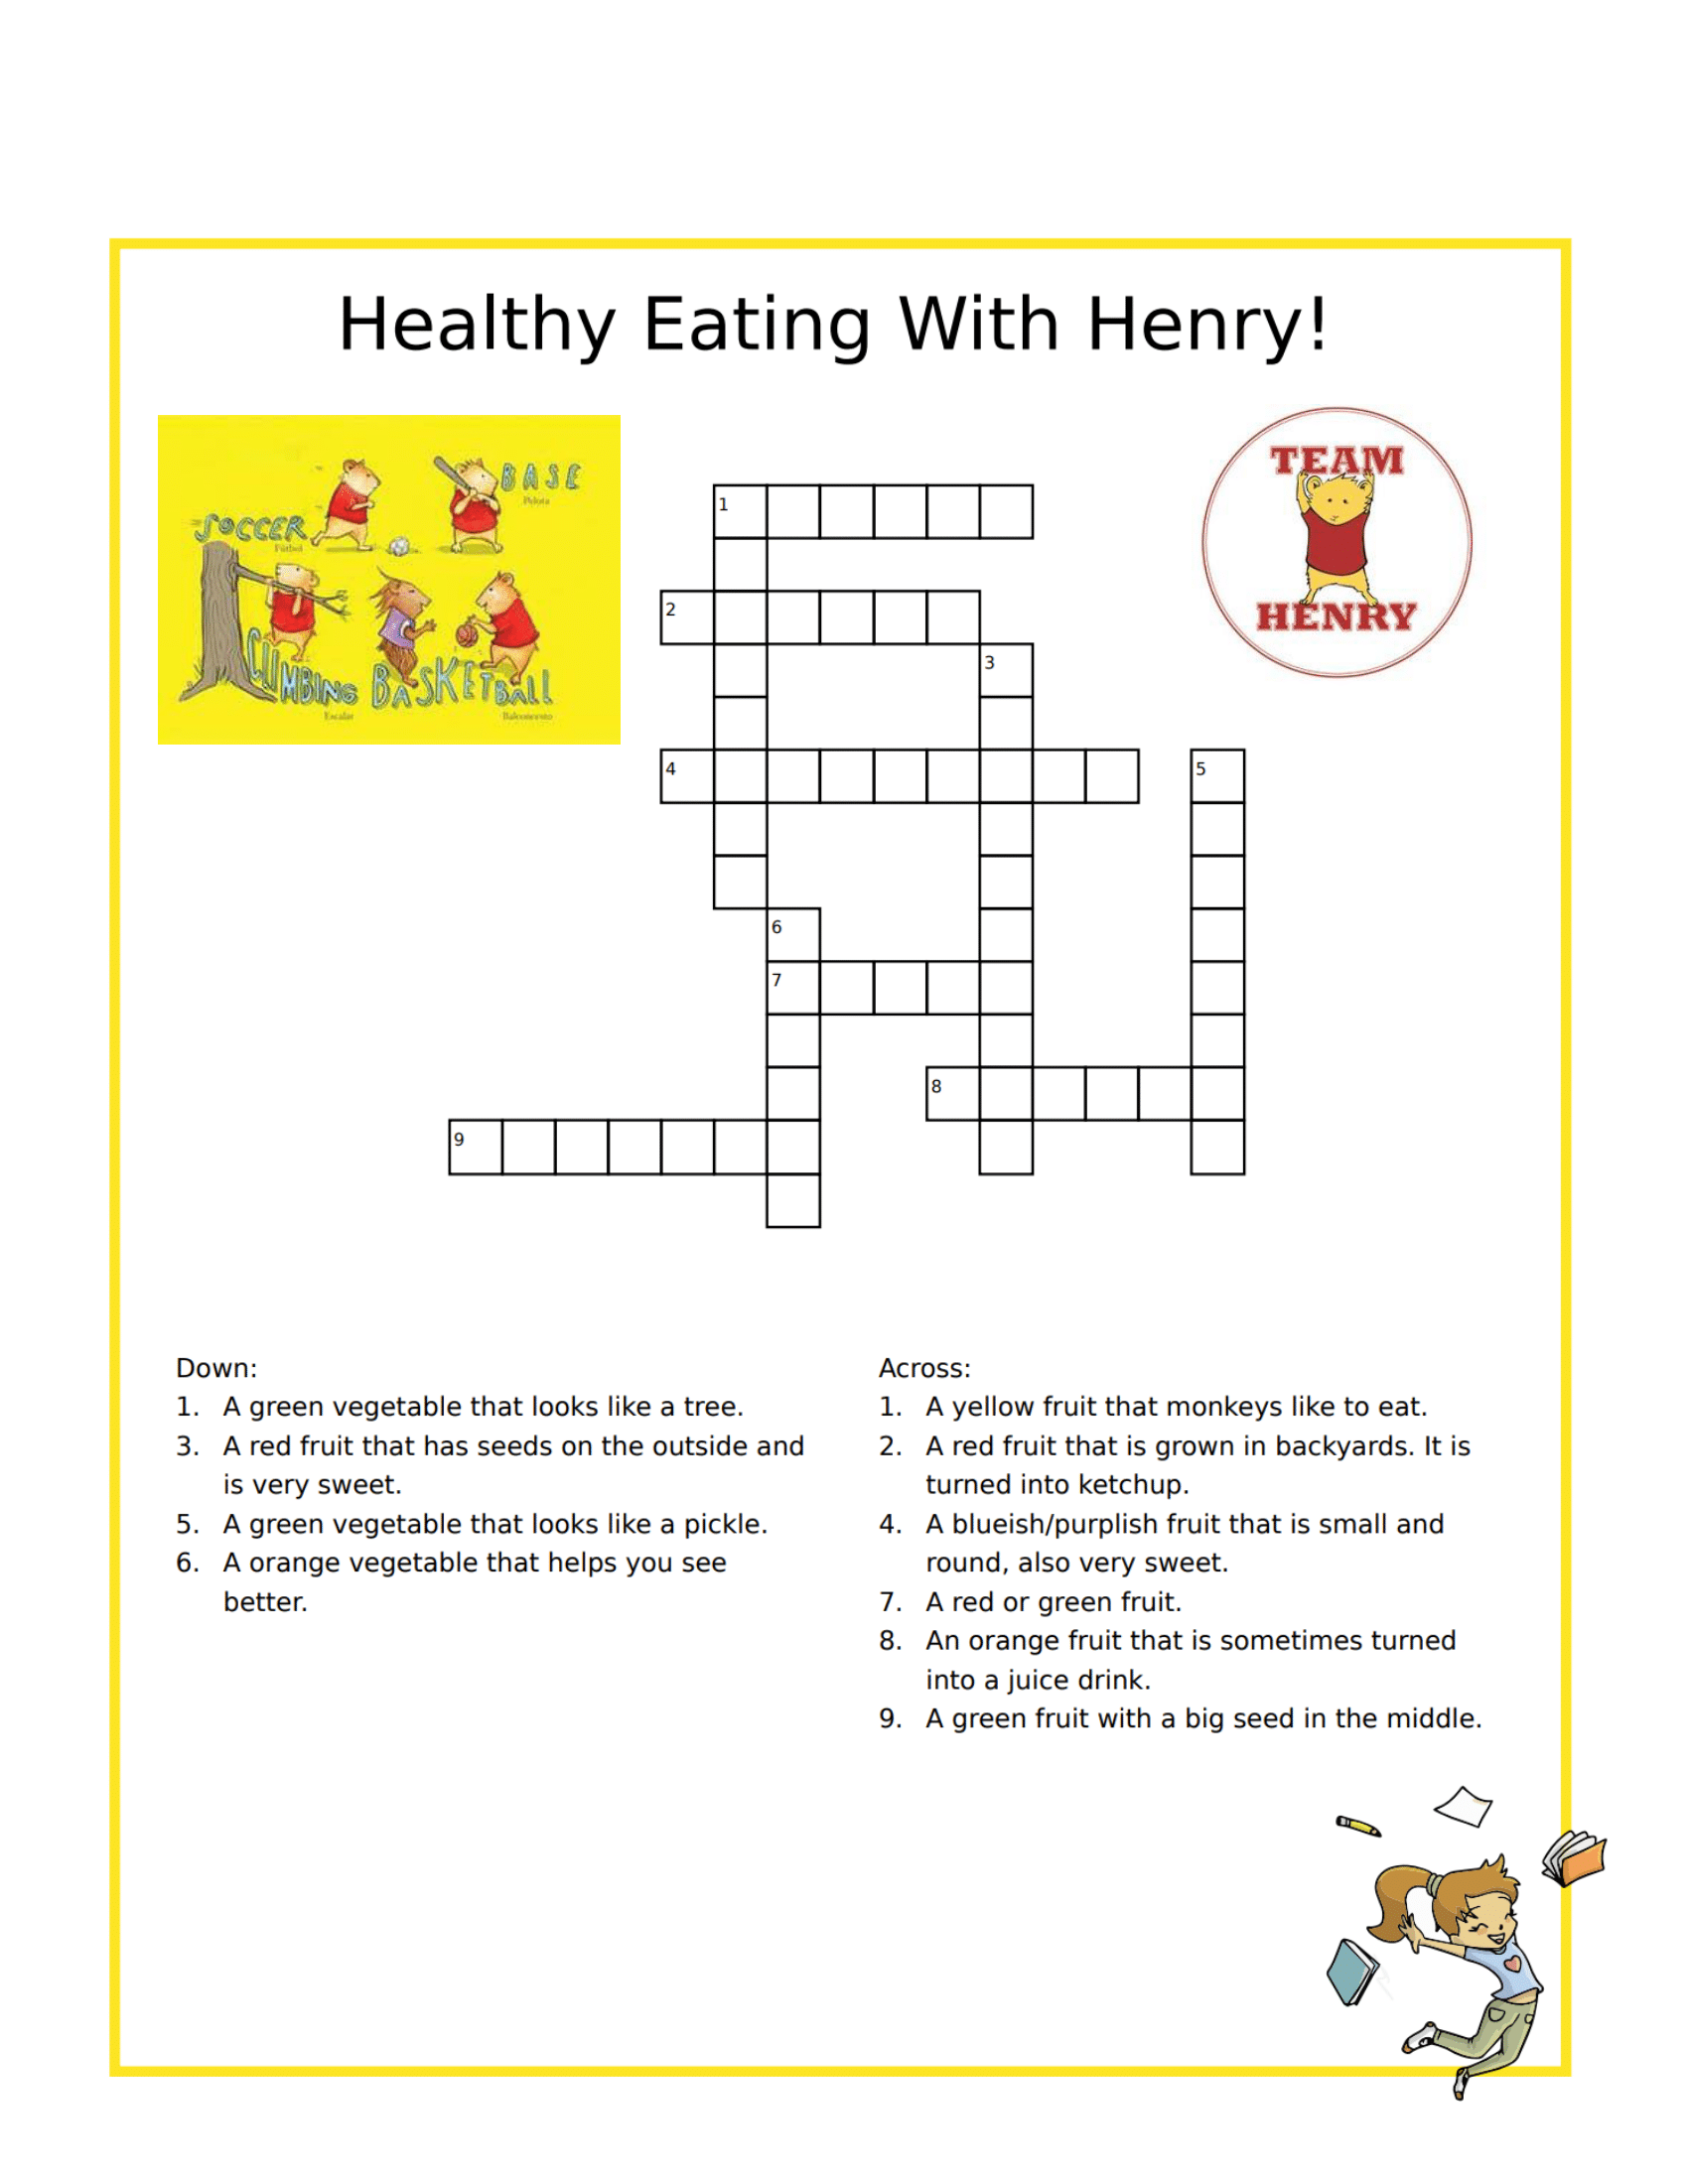 Healthy Eating With Henry!
SOCCER
Fútbol
BASE
Pelota
CLIMBING
Escalar
BASKETBALL
Baloncesto
TEAM
HENRY
1
2
3
4
5
6
7
8
9
Down:
1. A green vegetable that looks like a tree.
3. A red fruit that has seeds on the outside and
is very sweet.
5. A green vegetable that looks like a pickle.
6. A orange vegetable that helps you see
better.
Across:
1. A yellow fruit that monkeys like to eat.
2. A red fruit that is grown in backyards. It is
turned into ketchup.
4. A blueish/purplish fruit that is small and
round, also very sweet.
7. A red or green fruit.
8. An orange fruit that is sometimes turned
into a juice drink.
9. A green fruit with a big seed in the middle.